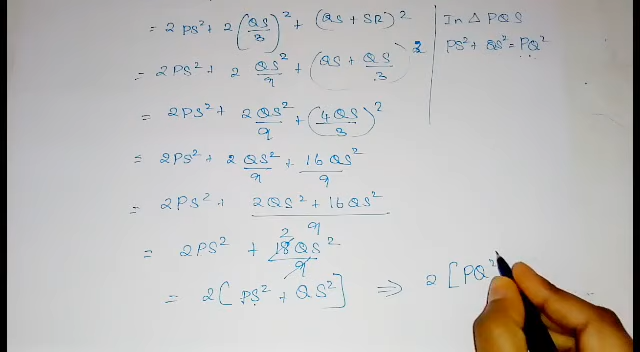 = 2PS² + 2(QS/3)² + (QS + SR)²
= 2PS² + 2 QS²/9 + (QS + QS/3)²
= 2PS² + 2QS²/9 + (4QS/3)²
= 2PS² + 2QS²/9 + 16QS²/9
= 2PS² + 2QS² + 16QS²/9
= 2PS² + 18QS²/9 2
= 2[PS² + QS²] ⇒ 2[PQ²
In △ PQS
PS² + QS² = PQ²